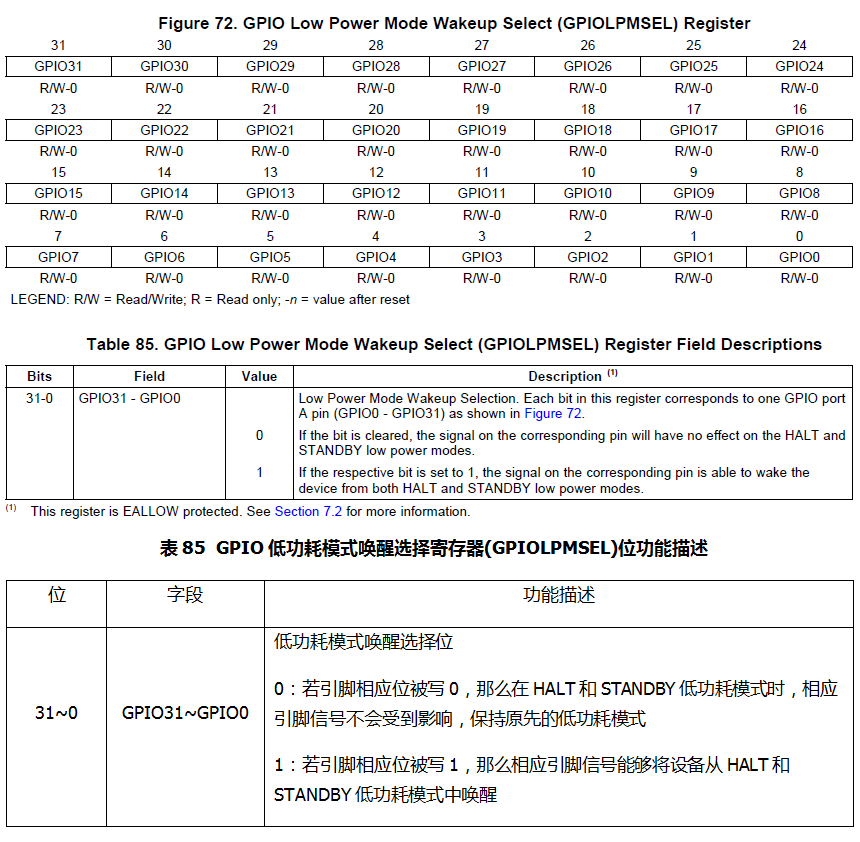 Figure 72. GPIO Low Power Mode Wakeup Select (GPIOLPMSEL) Register
31 30 29 28 27 26 25 24
GPIO31 GPIO30 GPIO29 GPIO28 GPIO27 GPIO26 GPIO25 GPIO24
R/W-0 R/W-0 R/W-0 R/W-0 R/W-0 R/W-0 R/W-0 R/W-0
23 22 21 20 19 18 17 16
GPIO23 GPIO22 GPIO21 GPIO20 GPIO19 GPIO18 GPIO17 GPIO16
R/W-0 R/W-0 R/W-0 R/W-0 R/W-0 R/W-0 R/W-0 R/W-0
15 14 13 12 11 10 9 8
GPIO15 GPIO14 GPIO13 GPIO12 GPIO11 GPIO10 GPIO9 GPIO8
R/W-0 R/W-0 R/W-0 R/W-0 R/W-0 R/W-0 R/W-0 R/W-0
7 6 5 4 3 2 1 0
GPIO7 GPIO6 GPIO5 GPIO4 GPIO3 GPIO2 GPIO1 GPIO0
R/W-0 R/W-0 R/W-0 R/W-0 R/W-0 R/W-0 R/W-0 R/W-0
LEGEND: R/W = Read/Write; R = Read only; -n = value after reset
Table 85. GPIO Low Power Mode Wakeup Select (GPIOLPMSEL) Register Field Descriptions
Bits Field Value Description (1)
31-0 GPIO31 - GPIO0 Low Power Mode Wakeup Selection. Each bit in this register corresponds to one GPIO port
A pin (GPIO0 - GPIO31) as shown in Figure 72.
0 If the bit is cleared, the signal on the corresponding pin will have no effect on the HALT and
STANDBY low power modes.
1 If the respective bit is set to 1, the signal on the corresponding pin is able to wake the
device from both HALT and STANDBY low power modes.
(1) This register is EALLOW protected. See Section 7.2 for more information.
表 85 GPIO 低功耗模式唤醒选择寄存器(GPIOLPMSEL)位功能描述
位 字段 功能描述
31~0 GPIO31~GPIO0 低功耗模式唤醒选择位
0：若引脚相应位被写 0，那么在 HALT 和 STANDBY 低功耗模式时，相应
引脚信号不会受到影响，保持原先的低功耗模式
1：若引脚相应位被写 1，那么相应引脚信号能够将设备从 HALT 和
STANDBY 低功耗模式中唤醒